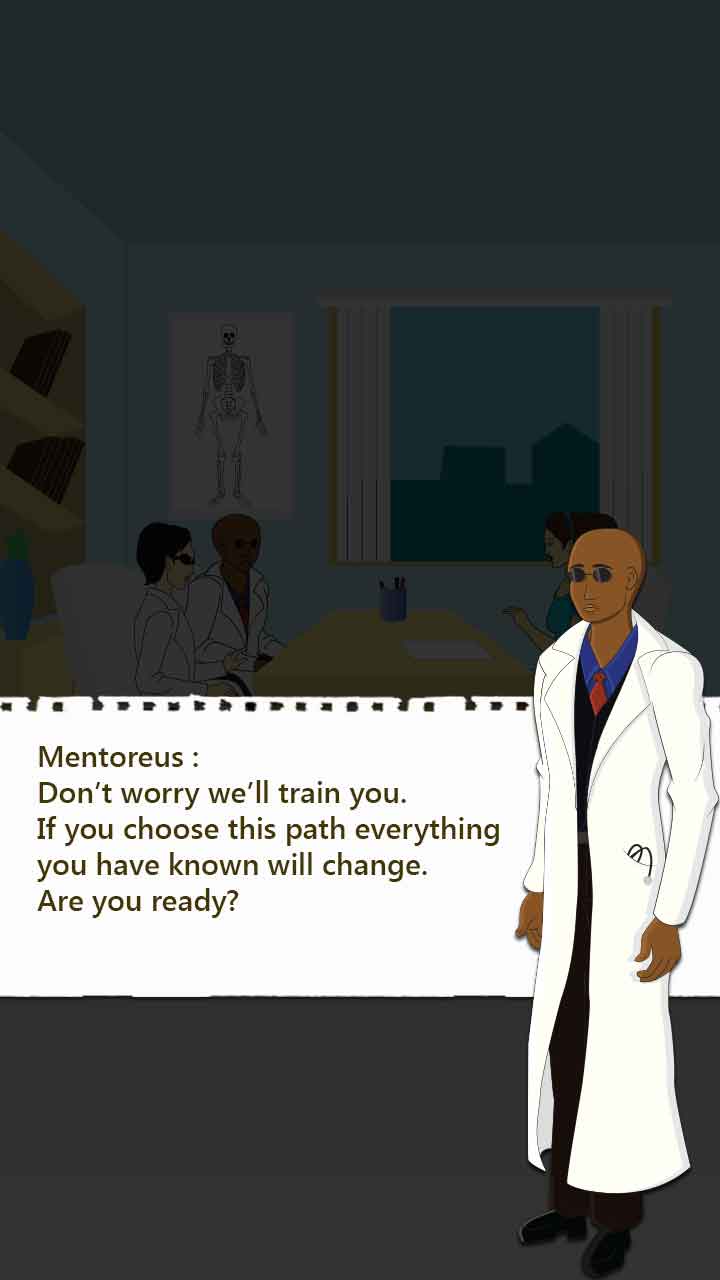 Mentoreus :
Don’t worry we’ll train you.
If you choose this path everything
you have known will change.
Are you ready?